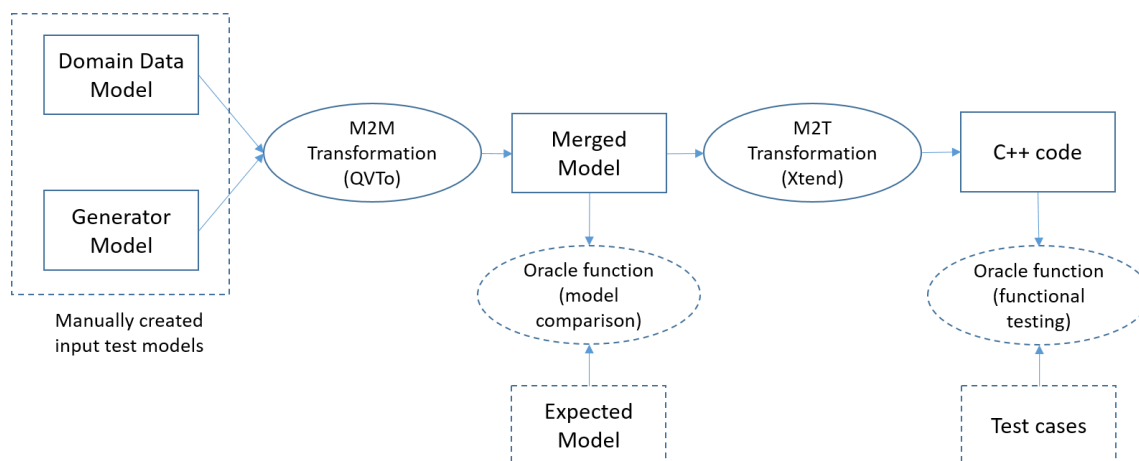 Domain Data
Model
Generator
Model
Manually created
input test models
M2M
Transformation
(QVTo)
Merged
Model
M2T
Transformation
(Xtend)
C++ code
Oracle function
(model
comparison)
Oracle function
(functional
testing)
Expected
Model
Test cases